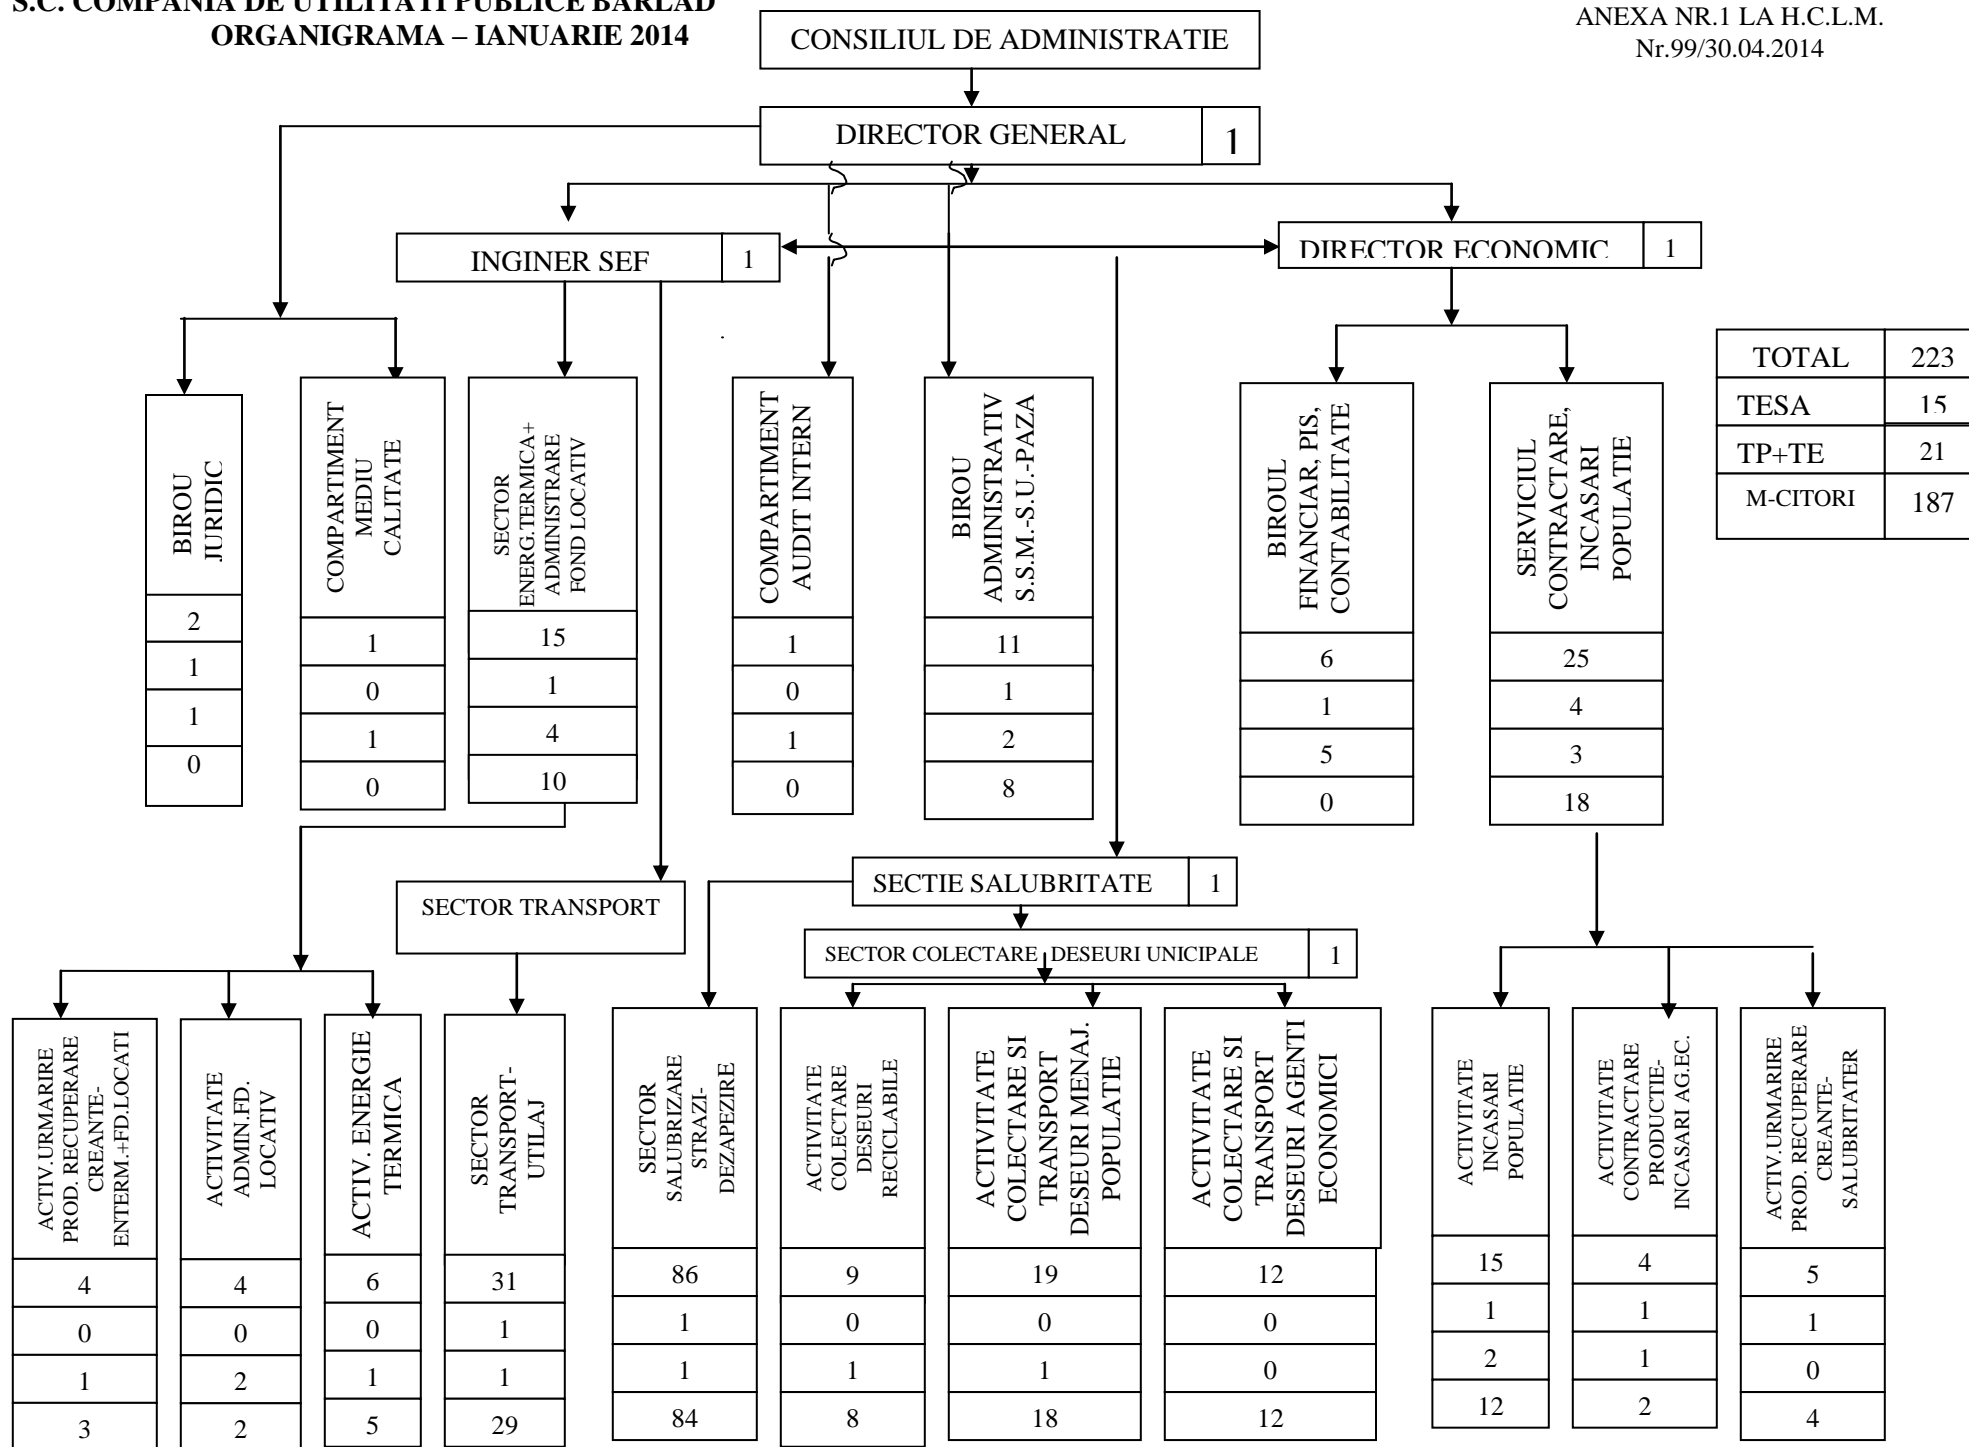 S.C. COMPANIA DE UTILITATI PUBLICE BARLAD
ORGANIGRAMA – IANUARIE 2014
ANEXA NR.1 LA H.C.L.M.
Nr.99/30.04.2014
CONSILIUL DE ADMINISTRATIE
DIRECTOR GENERAL 1
INGINER SEF 1
DIRECTOR ECONOMIC 1
TOTAL 223
TESA 15
TP+TE 21
M-CITORI 187
BIROU
JURIDIC
2
1
1
0
COMPARTIMENT
MEDIU
CALITATE
1
0
1
0
SECTOR
ENERG.TERMICA+
ADMINISTRARE
FOND LOCATIV
15
1
4
10
COMPARTIMENT
AUDIT INTERN
1
0
1
0
BIROU
ADMINISTRATIV
S.S.M.-S.U.-PAZA
11
1
2
8
BIROUL
FINANCIAR, PIS,
CONTABILITATE
6
1
5
0
SERVICIUL
CONTRACTARE,
INCASARI
POPULATIE
25
4
3
18
SECTOR TRANSPORT
SECTIE SALUBRITATE 1
SECTOR COLECTARE DESEURI UNICIPALE 1
ACTIV.URMARIRE
PROD. RECUPERARE
CREANTE-
ENTERM.+FD.LOCATI
4
0
1
3
ACTIVITATE
ADMIN.FD.
LOCATIV
4
0
2
2
ACTIV. ENERGIE
TERMICA
6
0
1
5
SECTOR
TRANSPORT-
UTILAJ
31
1
1
29
SECTOR
SALUBRIZARE
STRAZI-
DEZAPEZIRE
86
1
1
84
ACTIVITATE
COLECTARE
DESEURI
RECICLABILE
9
0
1
8
ACTIVITATE
COLECTARE SI
TRANSPORT
DESEURI MENAJ.
POPULATIE
19
0
1
18
ACTIVITATE
COLECTARE SI
TRANSPORT
DESEURI AGENTI
ECONOMICI
12
0
0
12
ACTIVITATE
INCASARI
POPULATIE
15
1
2
12
ACTIVITATE
CONTRACTARE
PRODUCTIE-
INCASARI AG.EC.
4
1
1
2
ACTIV.URMARIRE
PROD. RECUPERARE
CREANTE-
SALUBRITATER
5
1
0
4